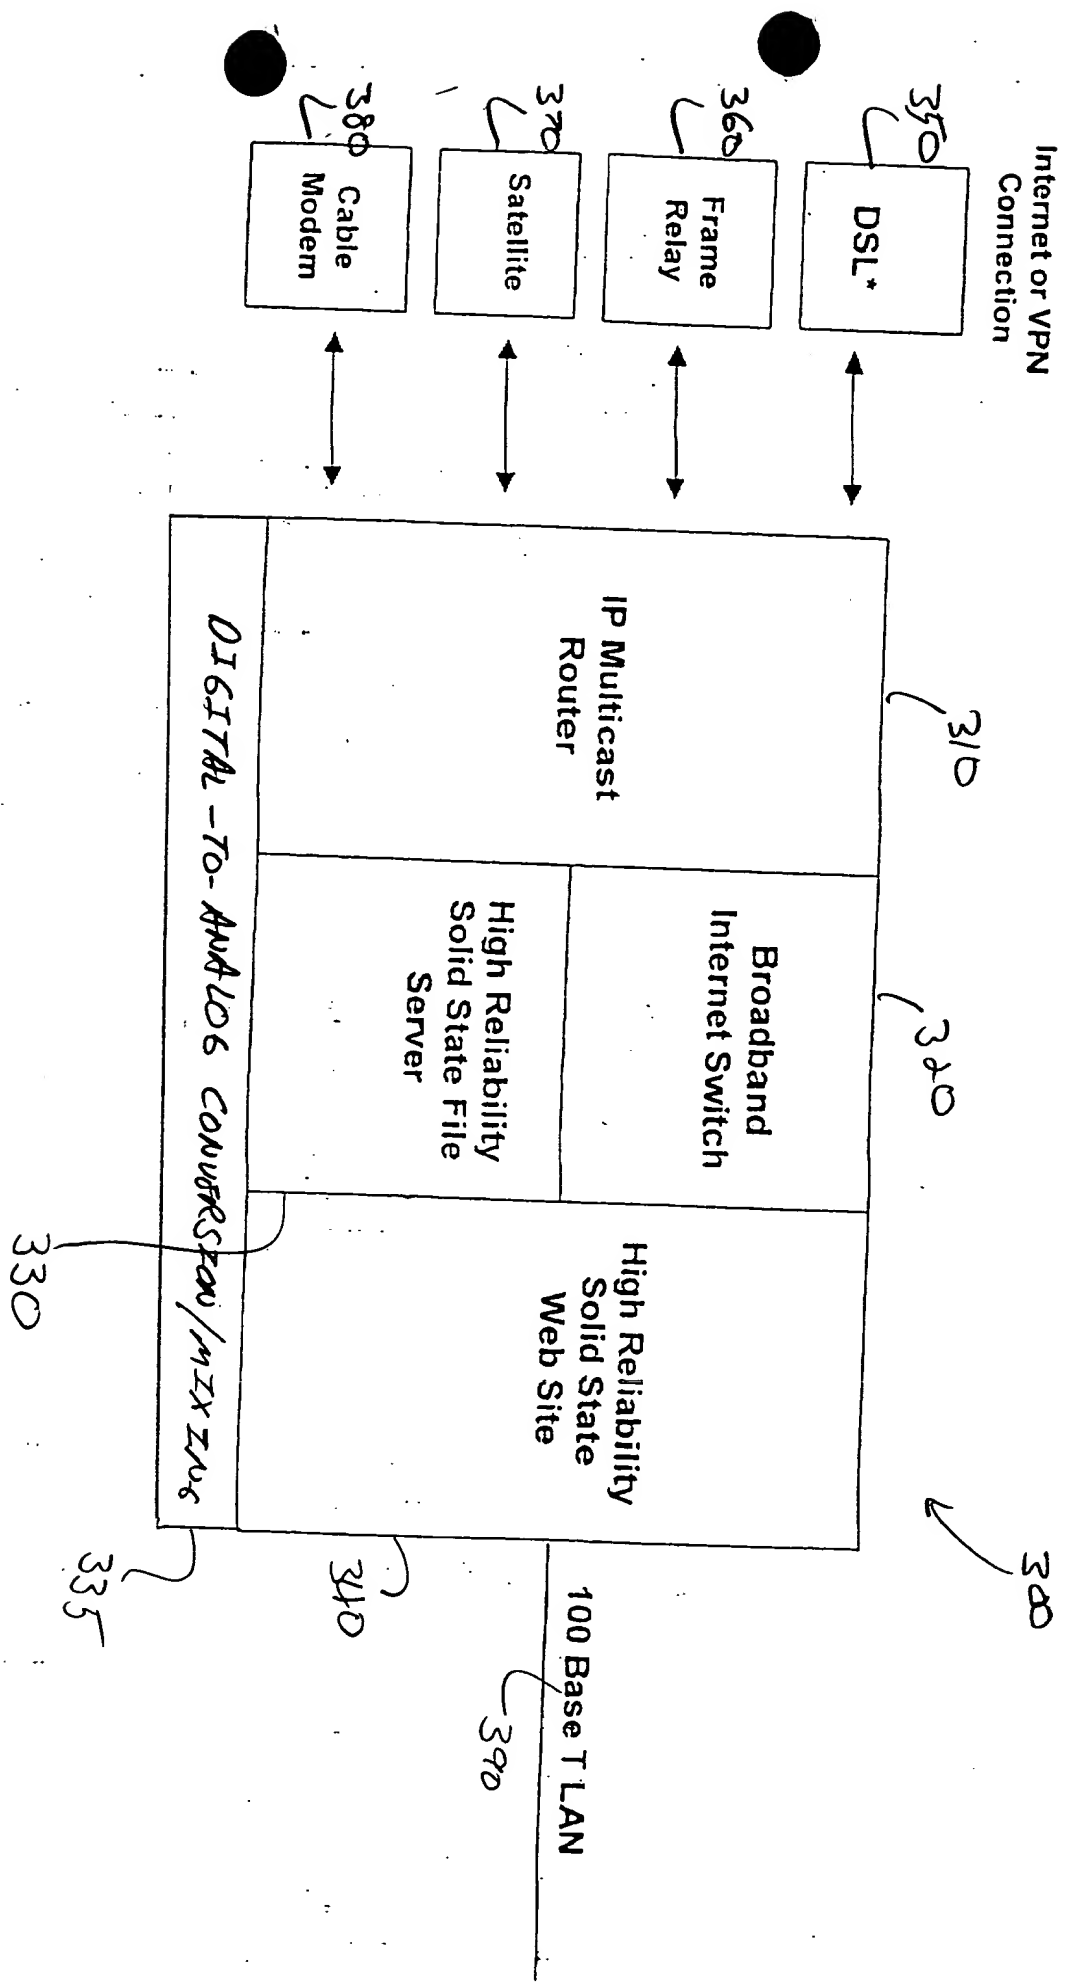 Internet or VPN
Connection
350
DSL*
360
Frame
Relay
370
Satellite
380
Cable
Modem
310
IP Multicast
Router
320
Broadband
Internet Switch
High Reliability
Solid State File
Server
330
High Reliability
Solid State
Web Site
340
DIGITAL-TO-ANALOG CONVERSION/MIXING
335
300
100 Base T LAN
390